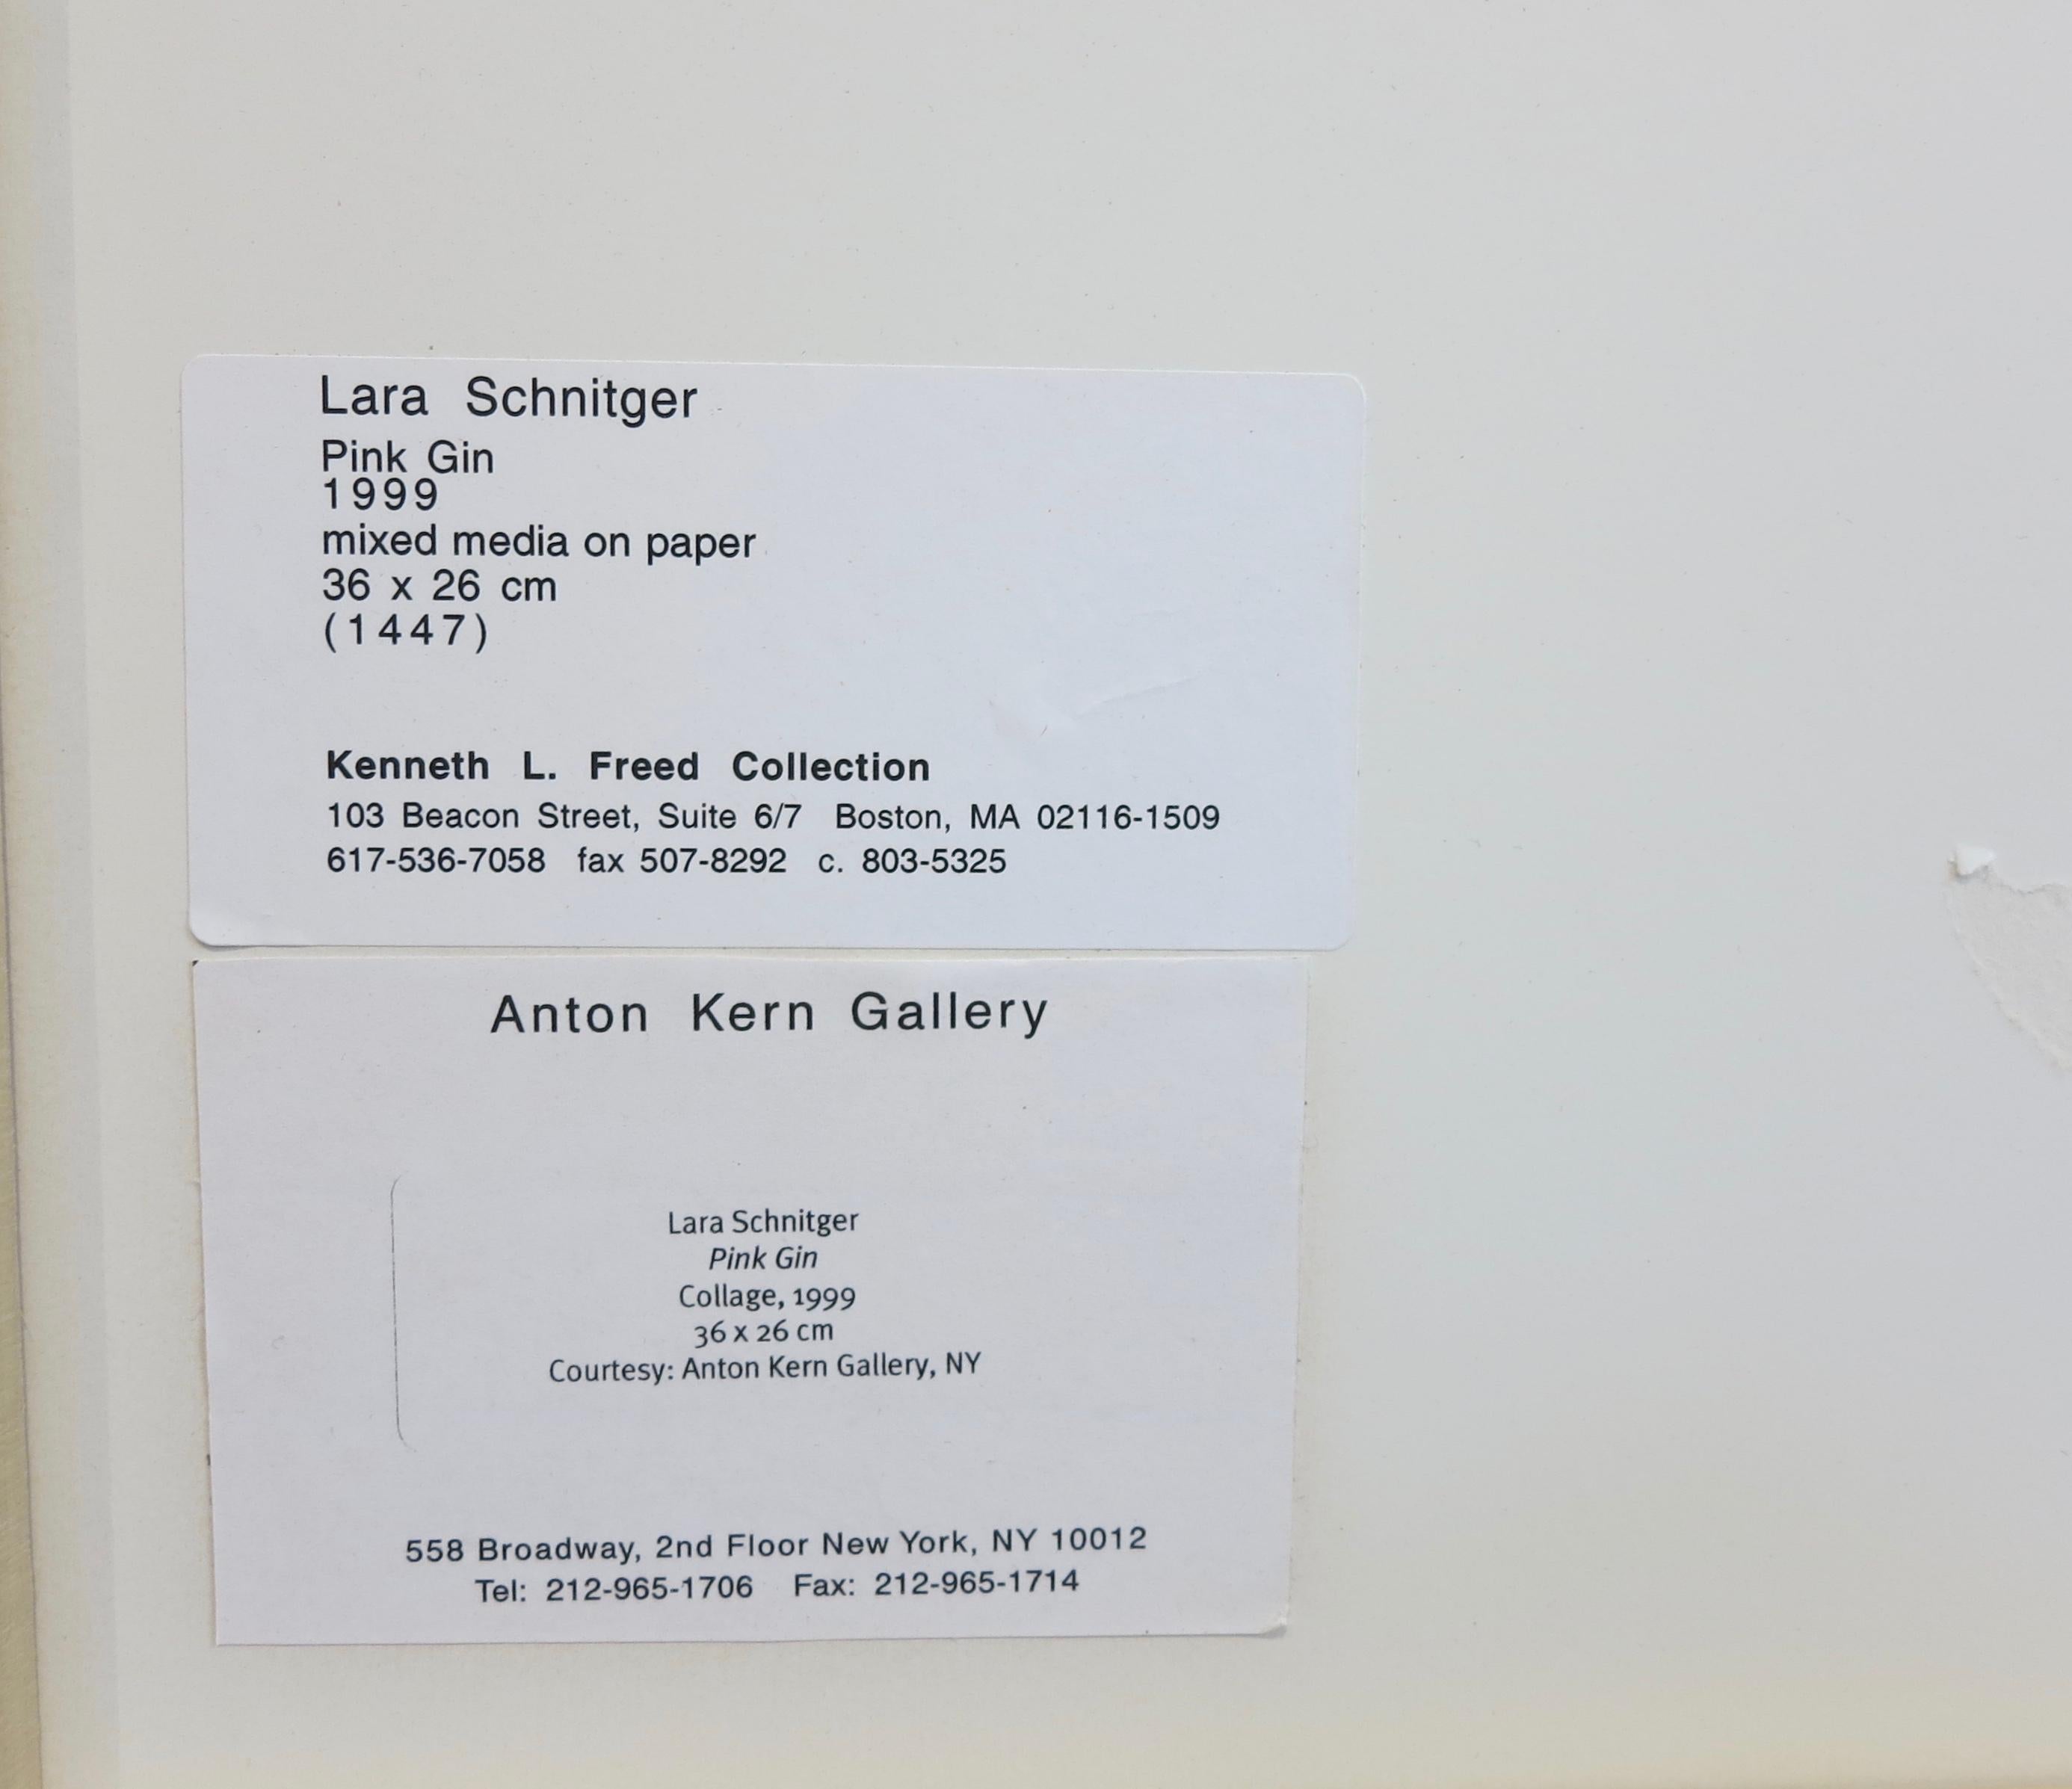 Lara Schnitger
Pink Gin
1999
mixed media on paper
36 x 26 cm
(1447)
Kenneth L. Freed Collection
103 Beacon Street, Suite 6/7 Boston, MA 02116-1509
617-536-7058 fax 507-8292 c. 803-5325
Anton Kern Gallery
Lara Schnitger
Pink Gin
Collage, 1999
36 x 26 cm
Courtesy: Anton Kern Gallery, NY
558 Broadway, 2nd Floor New York, NY 10012
Tel: 212-965-1706 Fax: 212-965-1714